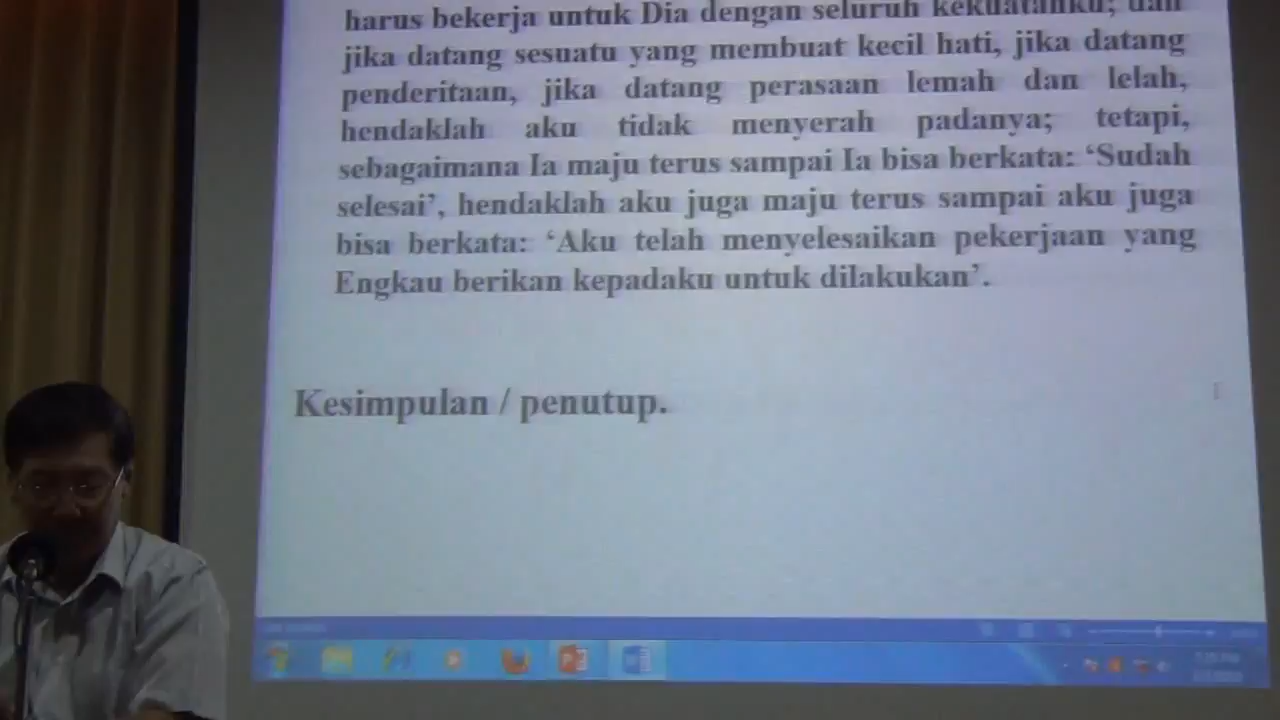 harus bekerja untuk Dia dengan seluruh kekuatanku; dan
jika datang sesuatu yang membuat kecil hati, jika datang
penderitaan, jika datang perasaan lemah dan lelah,
hendaklah aku tidak menyerah padanya; tetapi,
sebagaimana Ia maju terus sampai Ia bisa berkata: ‘Sudah
selesai’, hendaklah aku juga maju terus sampai aku juga
bisa berkata: ‘Aku telah menyelesaikan pekerjaan yang
Engkau berikan kepadaku untuk dilakukan’.
Kesimpulan / penutup.